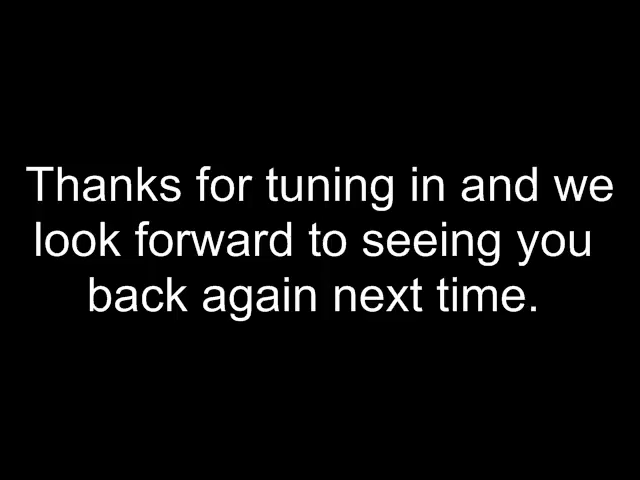 Thanks for tuning in and we
look forward to seeing you
back again next time.